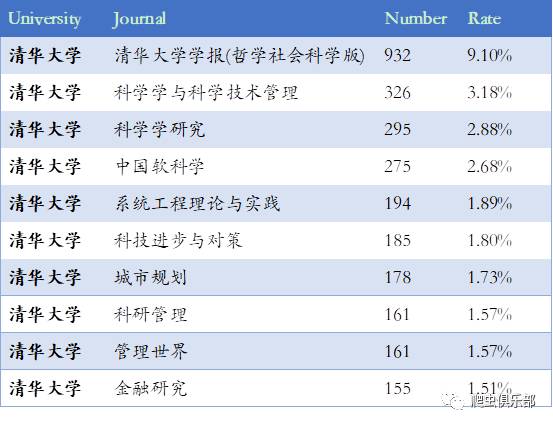 University Journal Number Rate
清华大学 清华大学学报(哲学社会科学版) 932 9.10%
清华大学 科学学与科学技术管理 326 3.18%
清华大学 科学学研究 295 2.88%
清华大学 中国软科学 275 2.68%
清华大学 系统工程理论与实践 194 1.89%
清华大学 科技进步与对策 185 1.80%
清华大学 城市规划 178 1.73%
清华大学 科研管理 161 1.57%
清华大学 管理世界 161 1.57%
清华大学 金融研究 155 1.51%
爬虫俱乐部